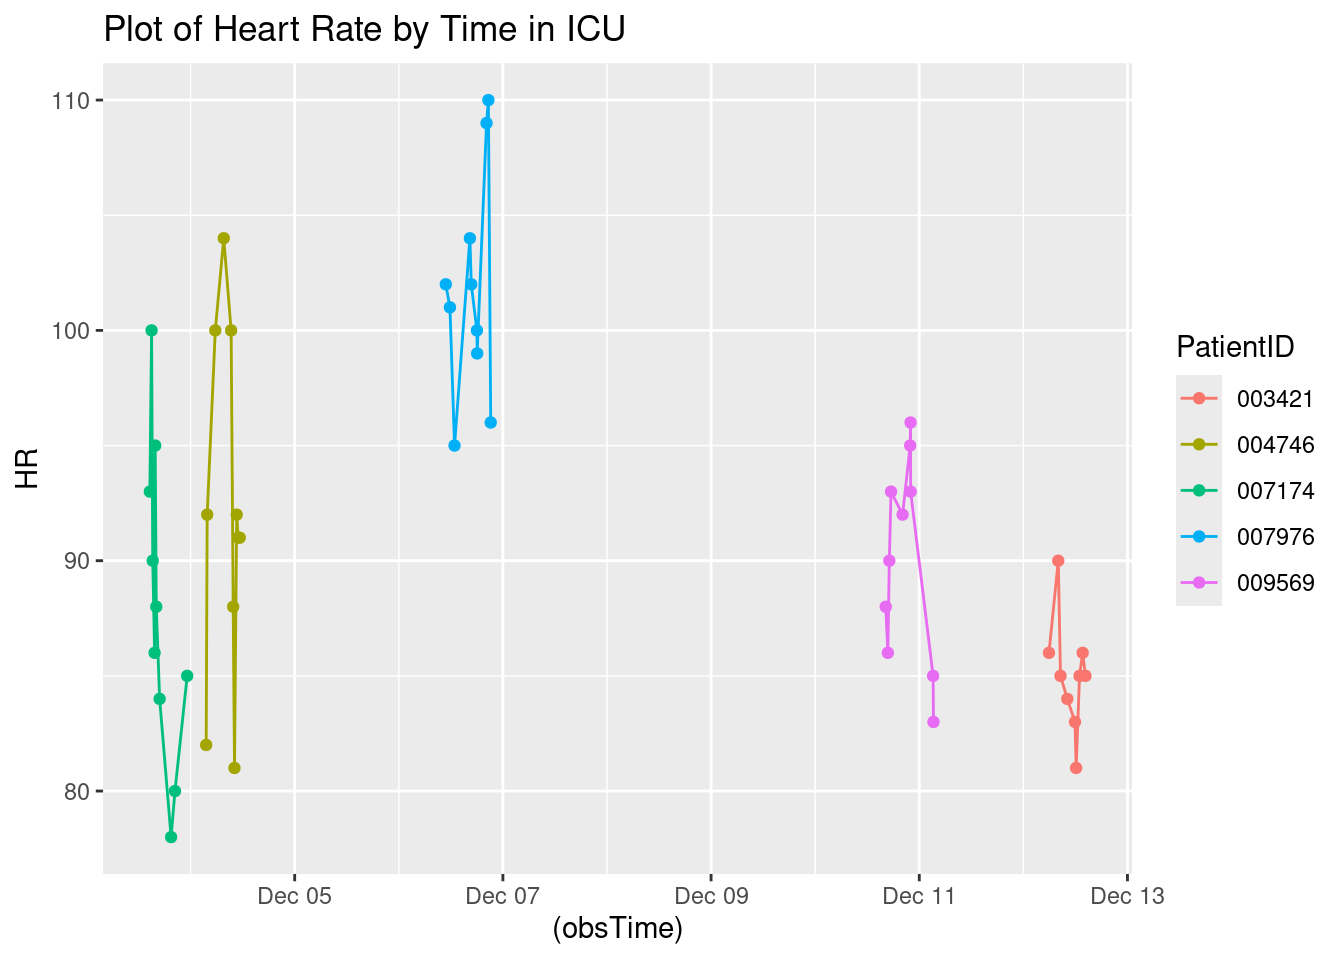 Plot of Heart Rate by Time in ICU
110
100
90
80
HR
Dec 05
Dec 07
Dec 09
Dec 11
Dec 13
(obsTime)
PatientID
003421
004746
007174
007976
009569